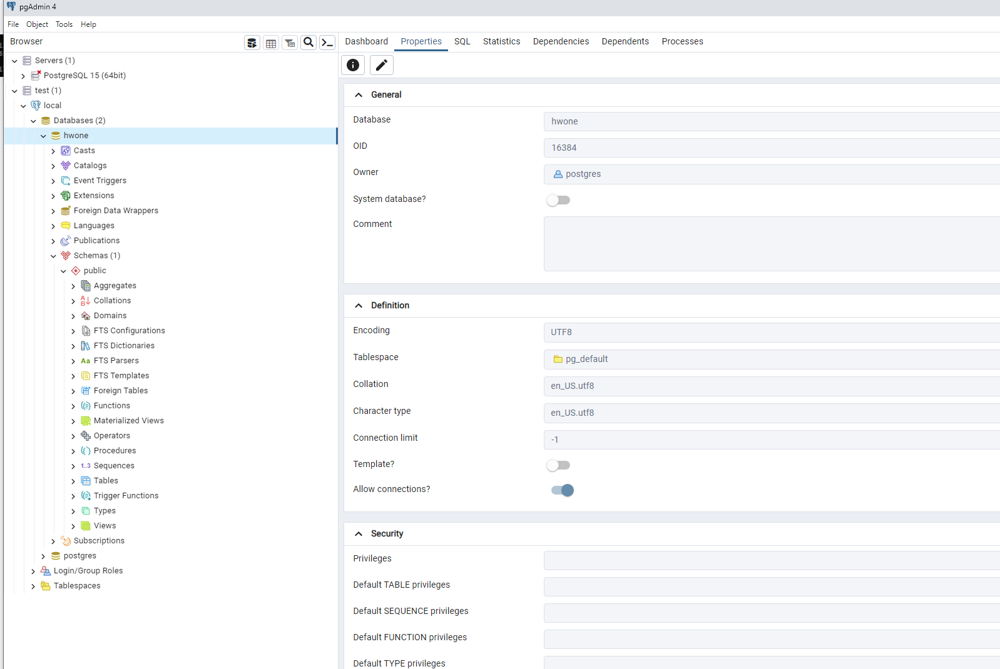 pgAdmin 4
File Object Tools Help
Browser
Dashboard Properties SQL Statistics Dependencies Dependents Processes
Servers (1)
PostgreSQL 15 (64bit)
test (1)
local
Databases (2)
hwone
Casts
Catalogs
Event Triggers
Extensions
Foreign Data Wrappers
Languages
Publications
Schemas (1)
public
Aggregates
Collations
Domains
FTS Configurations
FTS Dictionaries
Aa FTS Parsers
FTS Templates
Foreign Tables
Functions
Materialized Views
Operators
Procedures
1..3 Sequences
Tables
Trigger Functions
Types
Views
Subscriptions
postgres
Login/Group Roles
Tablespaces
General
Database hwone
OID 16384
Owner postgres
System database?
Comment
Definition
Encoding UTF8
Tablespace pg_default
Collation en_US.utf8
Character type en_US.utf8
Connection limit -1
Template?
Allow connections?
Security
Privileges
Default TABLE privileges
Default SEQUENCE privileges
Default FUNCTION privileges
Default TYPE privileges